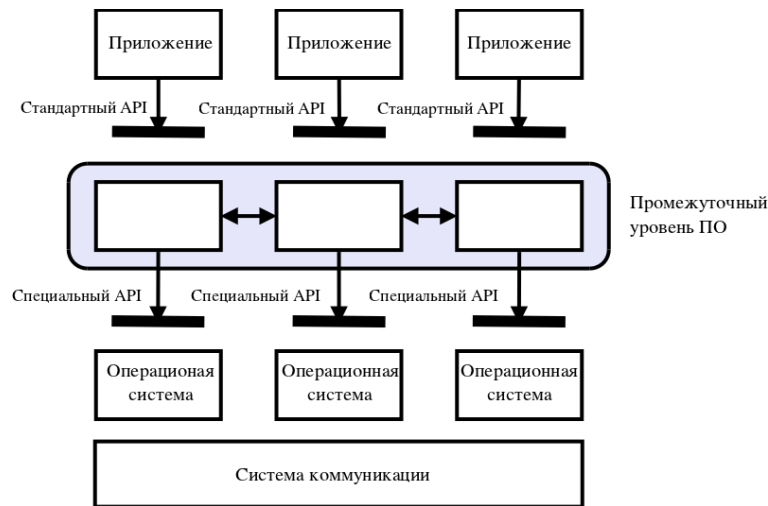 Приложение
Приложение
Приложение
Стандартный API
Стандартный API
Стандартный API
Промежуточный
уровень ПО
Специальный API
Специальный API
Специальный API
Операционая
система
Операционная
система
Операционная
система
Система коммуникации